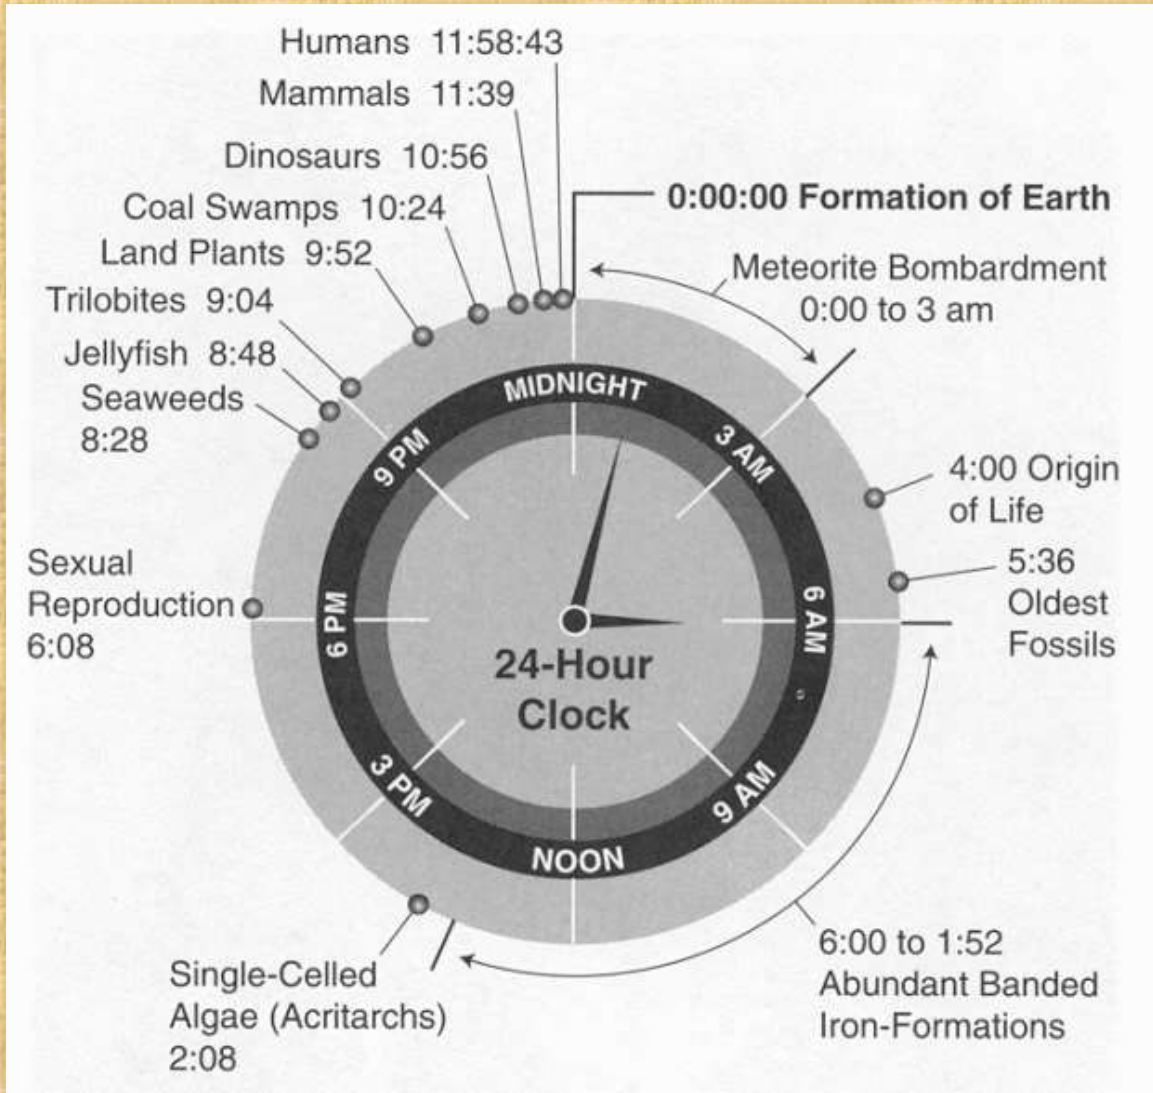 Humans 11:58:43
Mammals 11:39
Dinosaurs 10:56
Coal Swamps 10:24
Land Plants 9:52
Trilobites 9:04
Jellyfish 8:48
Seaweeds
8:28
Sexual
Reproduction
6:08
Single-Celled
Algae (Acritarchs)
2:08
0:00:00 Formation of Earth
Meteorite Bombardment
0:00 to 3 am
4:00 Origin
of Life
5:36
Oldest
Fossils
6:00 to 1:52
Abundant Banded
Iron-Formations
MIDNIGHT
3 AM
6 AM
9 AM
NOON
3 PM
6 PM
9 PM
24-Hour
Clock